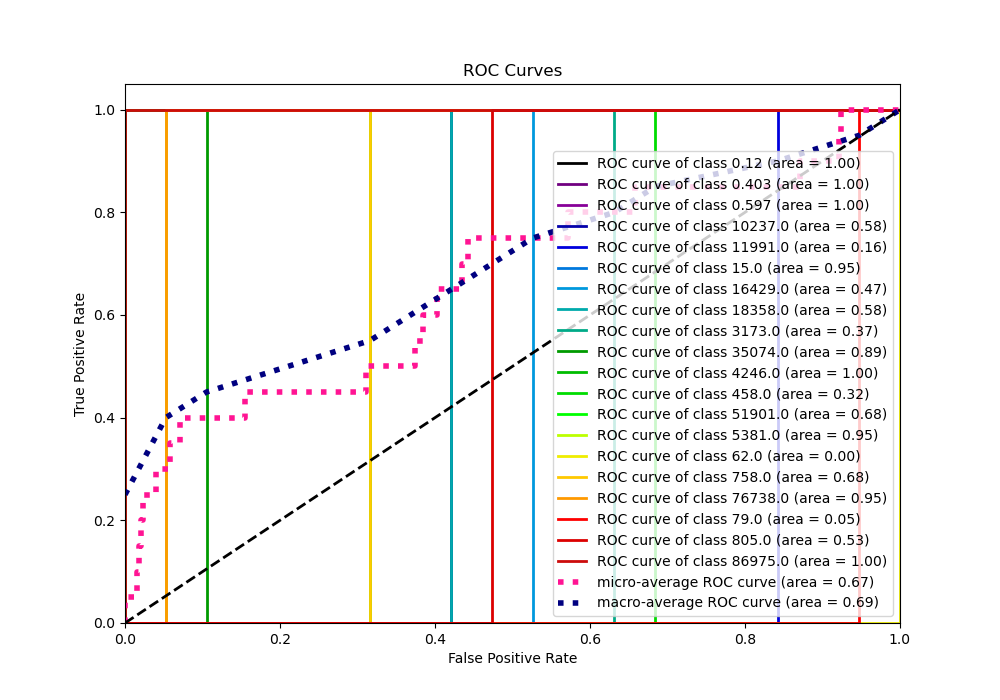 ROC Curves
True Positive Rate
1.0
0.8
0.6
0.4
0.2
0.0
ROC curve of class 0.12 (area = 1.00)
ROC curve of class 0.403 (area = 1.00)
ROC curve of class 0.597 (area = 1.00)
ROC curve of class 10237.0 (area = 0.58)
ROC curve of class 11991.0 (area = 0.16)
ROC curve of class 15.0 (area = 0.95)
ROC curve of class 16429.0 (area = 0.47)
ROC curve of class 18358.0 (area = 0.58)
ROC curve of class 3173.0 (area = 0.37)
ROC curve of class 35074.0 (area = 0.89)
ROC curve of class 4246.0 (area = 1.00)
ROC curve of class 458.0 (area = 0.32)
ROC curve of class 51901.0 (area = 0.68)
ROC curve of class 5381.0 (area = 0.95)
ROC curve of class 62.0 (area = 0.00)
ROC curve of class 758.0 (area = 0.68)
ROC curve of class 76738.0 (area = 0.95)
ROC curve of class 79.0 (area = 0.05)
ROC curve of class 805.0 (area = 0.53)
ROC curve of class 86975.0 (area = 1.00)
micro-average ROC curve (area = 0.67)
macro-average ROC curve (area = 0.69)
0.0 0.2 0.4 0.6 0.8 1.0
False Positive Rate